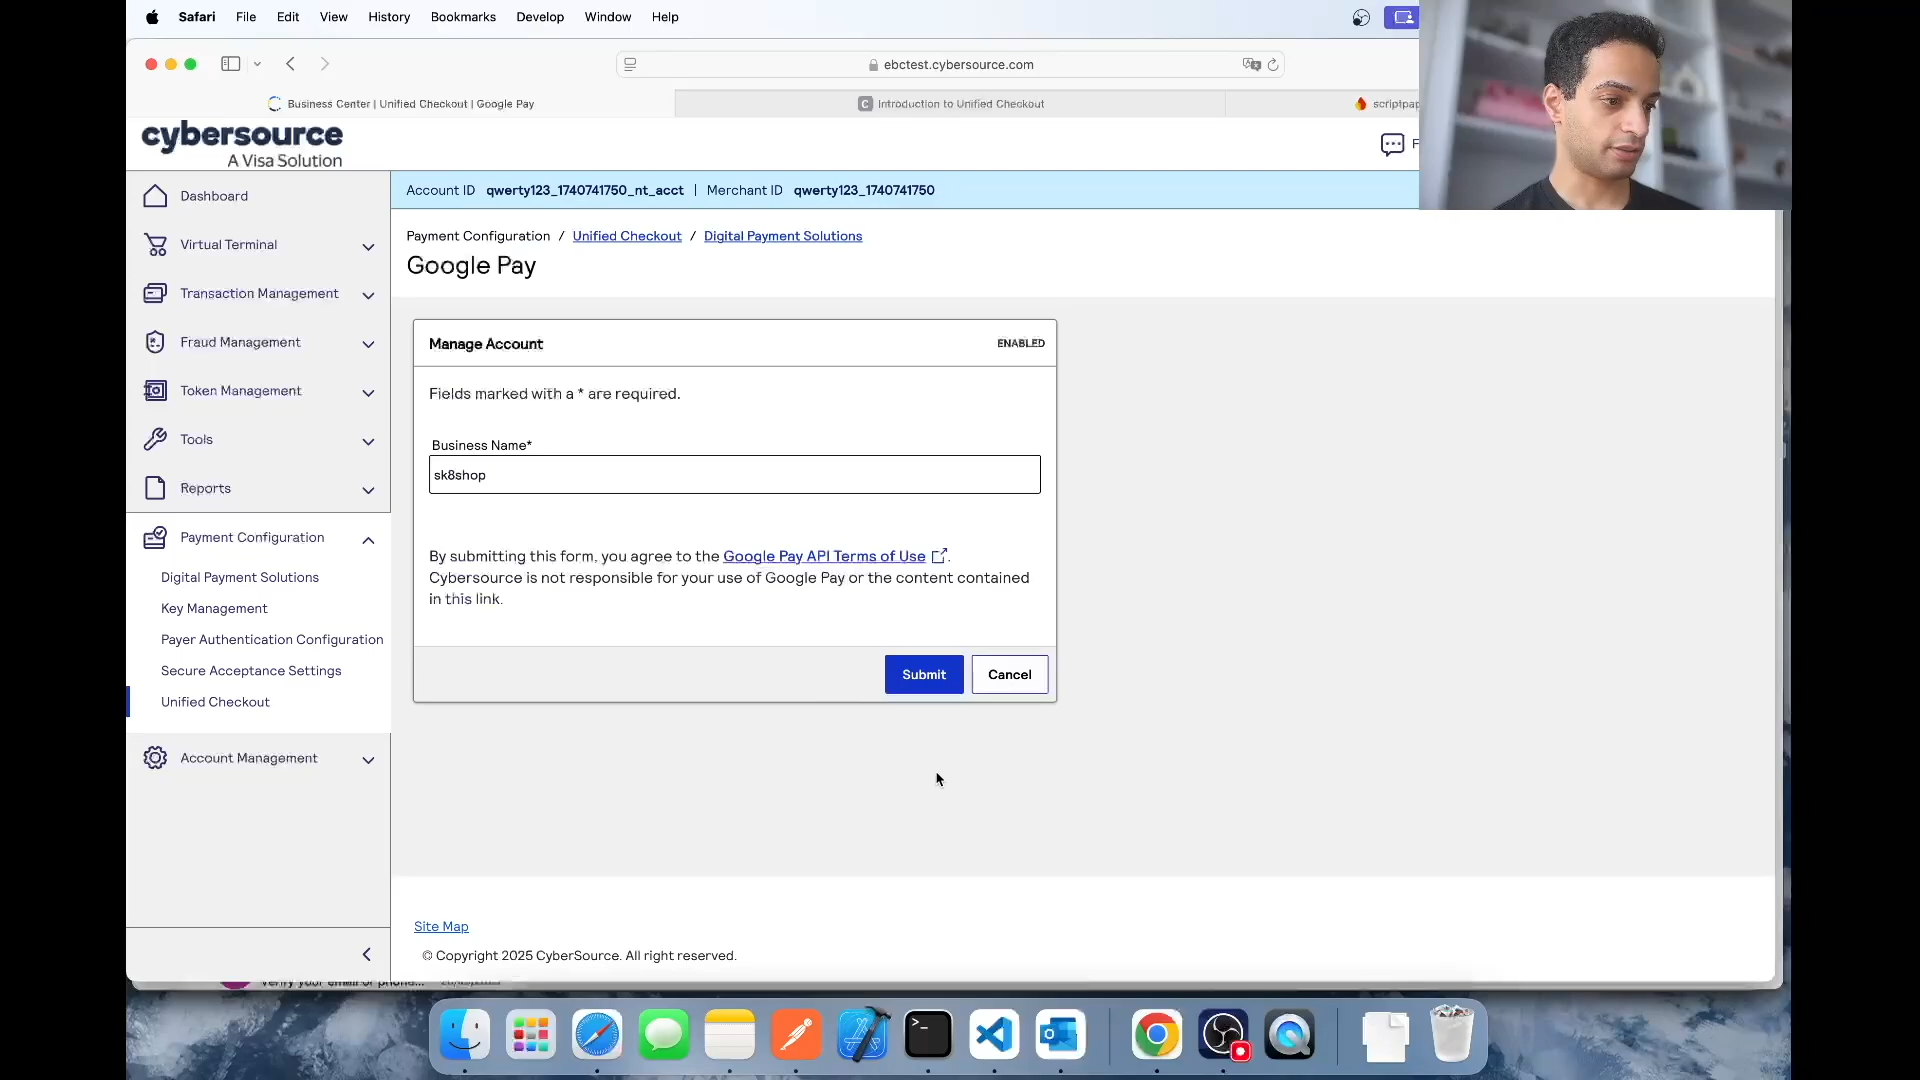 Safari File Edit View History Bookmarks Develop Window Help
ebctest.cybersource.com
Business Center | Unified Checkout | Google Pay
Introduction to Unified Checkout
cybersource
A Visa Solution
Account ID qwerty123_1740741750_nt_acct | Merchant ID qwerty123_1740741750
Dashboard
Virtual Terminal
Transaction Management
Fraud Management
Token Management
Tools
Reports
Payment Configuration
Digital Payment Solutions
Key Management
Payer Authentication Configuration
Secure Acceptance Settings
Unified Checkout
Account Management
Payment Configuration / Unified Checkout / Digital Payment Solutions
Google Pay
Manage Account
ENABLED
Fields marked with a * are required.
Business Name*
sk8shop
By submitting this form, you agree to the Google Pay API Terms of Use .
Cybersource is not responsible for your use of Google Pay or the content contained
in this link.
Submit
Cancel
Site Map
© Copyright 2025 CyberSource. All right reserved.